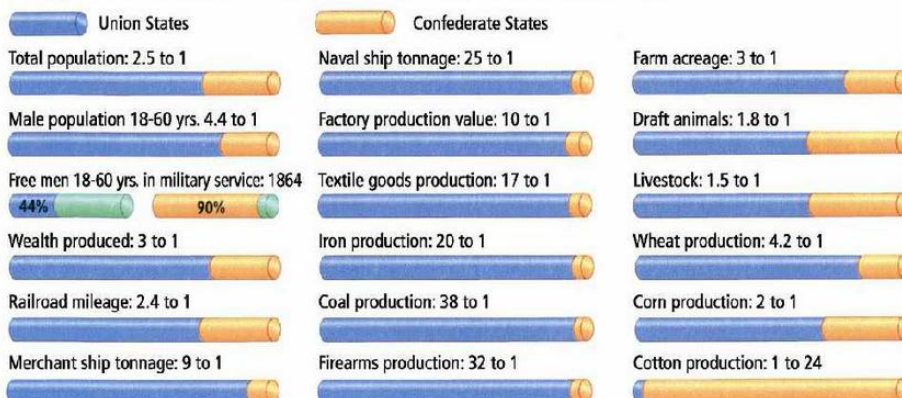 Union States
Confederate States
Total population: 2.5 to 1
Naval ship tonnage: 25 to 1
Farm acreage: 3 to 1
Male population 18-60 yrs. 4.4 to 1
Factory production value: 10 to 1
Draft animals: 1.8 to 1
Free men 18-60 yrs. in military service: 1864
44%
90%
Textile goods production: 17 to 1
Livestock: 1.5 to 1
Wealth produced: 3 to 1
Iron production: 20 to 1
Wheat production: 4.2 to 1
Railroad mileage: 2.4 to 1
Coal production: 38 to 1
Corn production: 2 to 1
Merchant ship tonnage: 9 to 1
Firearms production: 32 to 1
Cotton production: 1 to 24